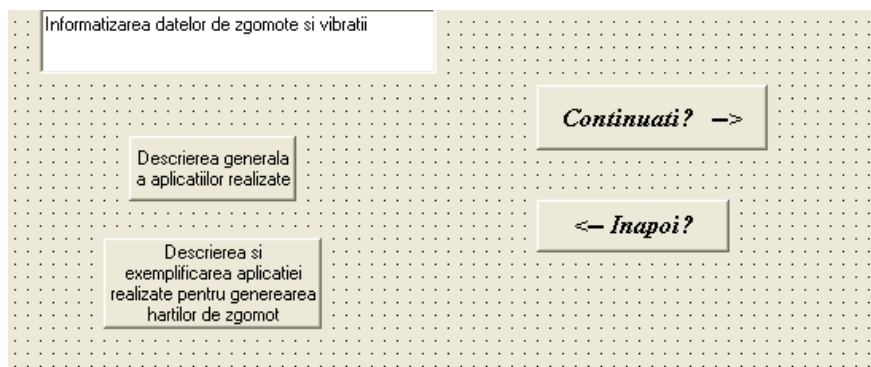 Informatizarea datelor de zgomote si vibratii
Continuati? -->
Descrierea generala
a aplicatiilor realizate
<-- Inapoi?
Descrierea si
exemplificarea aplicatiei
realizate pentru generearea
hartilor de zgomot